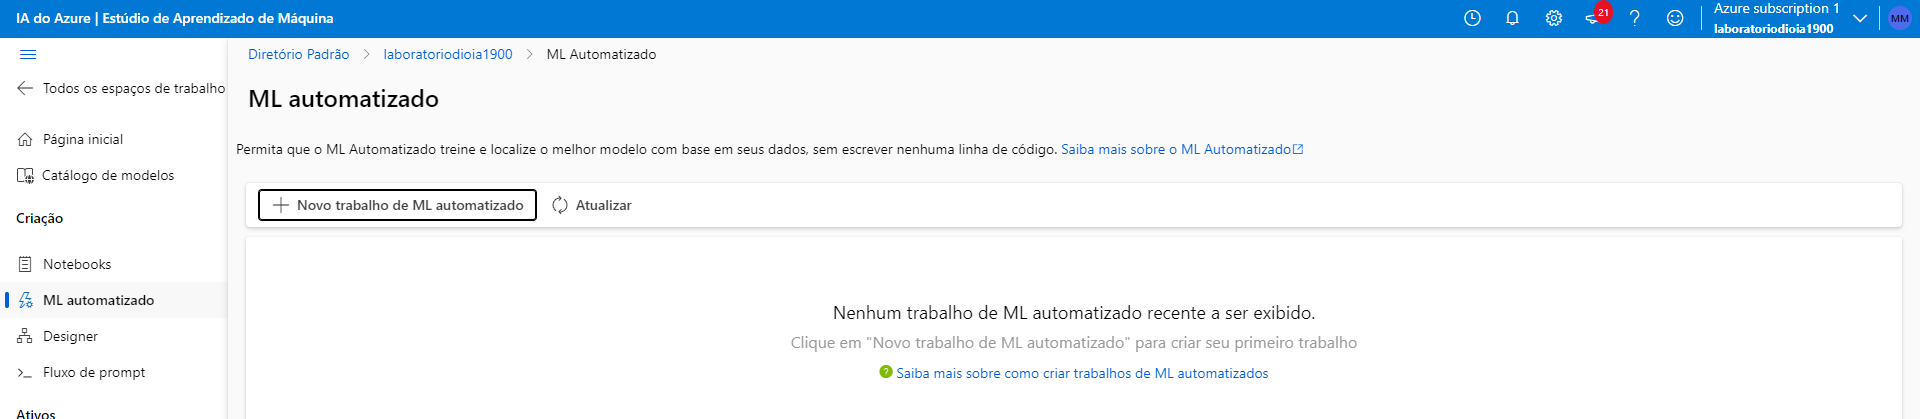 IA do Azure | Estúdio de Aprendizado de Máquina
21
Azure subscription 1
laboratoriodioia1900
MM
Diretório Padrão > laboratoriodioia1900 > ML Automatizado
Todos os espaços de trabalho
Página inicial
Catálogo de modelos
Criação
Notebooks
ML automatizado
Designer
Fluxo de prompt
Ativos
ML automatizado
Permita que o ML Automatizado treine e localize o melhor modelo com base em seus dados, sem escrever nenhuma linha de código. Saiba mais sobre o ML Automatizado
Novo trabalho de ML automatizado
Atualizar
Nenhum trabalho de ML automatizado recente a ser exibido.
Clique em "Novo trabalho de ML automatizado" para criar seu primeiro trabalho
Saiba mais sobre como criar trabalhos de ML automatizados